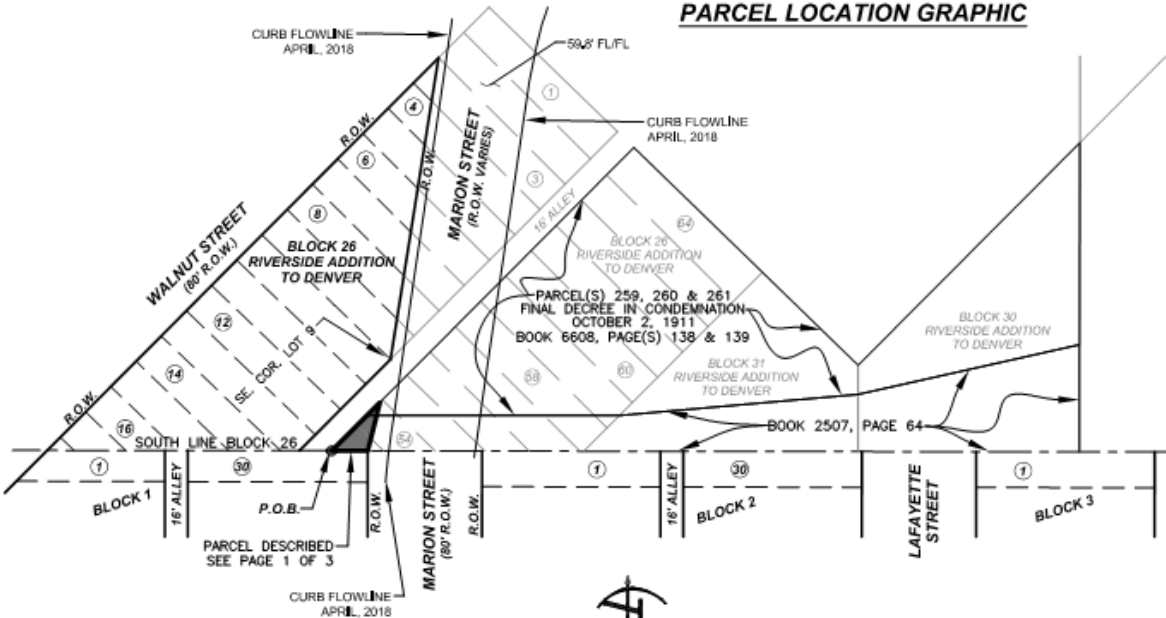 PARCEL LOCATION GRAPHIC
CURB FLOWLINE
APRIL, 2018
59.8' FL/FL
CURB FLOWLINE
APRIL, 2018
R.O.W.
4
6
8
12
14
16
1
3
R.O.W.
MARION STREET
(R.O.W. VARIES)
16' ALLEY
WALNUT STREET
(80' R.O.W.)
BLOCK 26
RIVERSIDE ADDITION
TO DENVER
64
BLOCK 26
RIVERSIDE ADDITION
TO DENVER
PARCEL(S) 259, 260 & 261
FINAL DECREE IN CONDEMNATION
OCTOBER 2, 1911
BOOK 6608, PAGE(S) 138 & 139
BLOCK 30
RIVERSIDE ADDITION
TO DENVER
SE. COR. LOT 9
58
60
BLOCK 31
RIVERSIDE ADDITION
TO DENVER
R.O.W.
SOUTH LINE BLOCK 26
54
BOOK 2507, PAGE 64
1
30
1
30
1
BLOCK 1
16' ALLEY
P.O.B.
R.O.W.
MARION STREET
(80' R.O.W.)
R.O.W.
16' ALLEY
BLOCK 2
LAFAYETTE
STREET
BLOCK 3
PARCEL DESCRIBED
SEE PAGE 1 OF 3
CURB FLOWLINE
APRIL, 2018